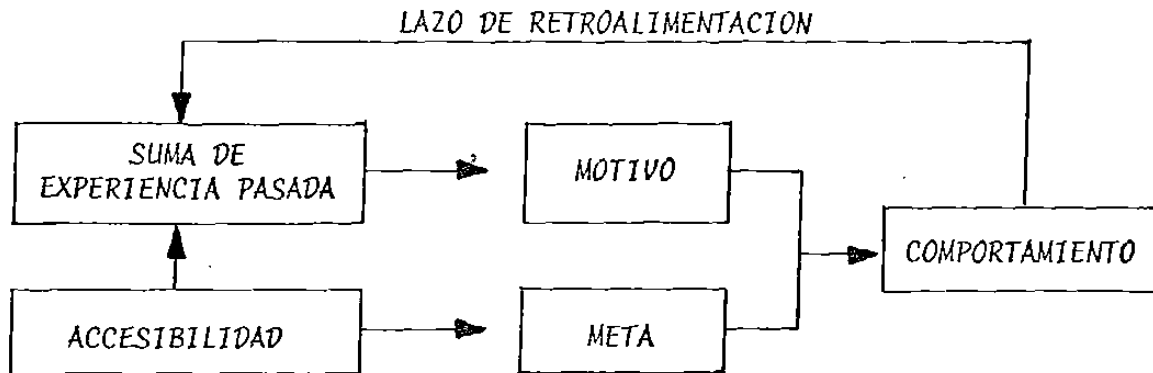 LAZO DE RETROALIMENTACION
SUMA DE
EXPERIENCIA PASADA
MOTIVO
COMPORTAMIENTO
ACCESIBILIDAD
META